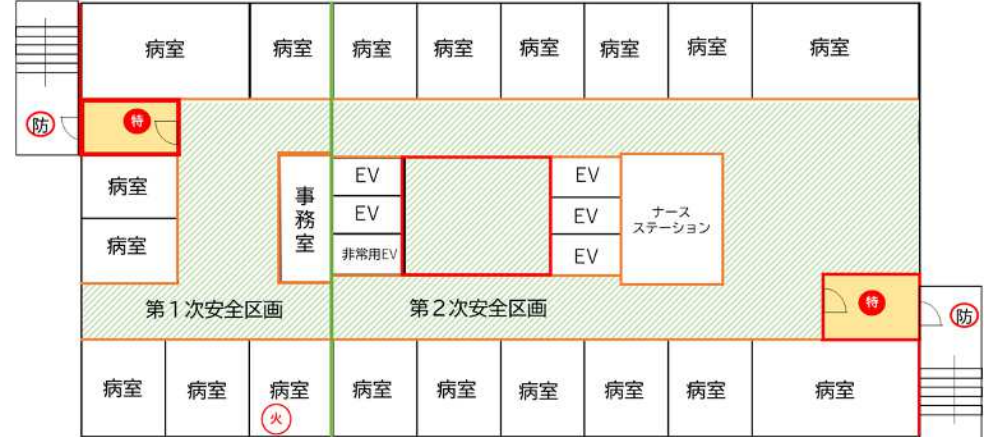 病室 病室 病室 病室 病室 病室 病室 病室
防 特
病室
病室
事務室
EV
EV
非常用EV
EV
EV
EV
ナース
ステーション
第1次安全区画
第2次安全区画
特 防
病室 病室 病室 病室 病室 病室 病室 病室 病室
火